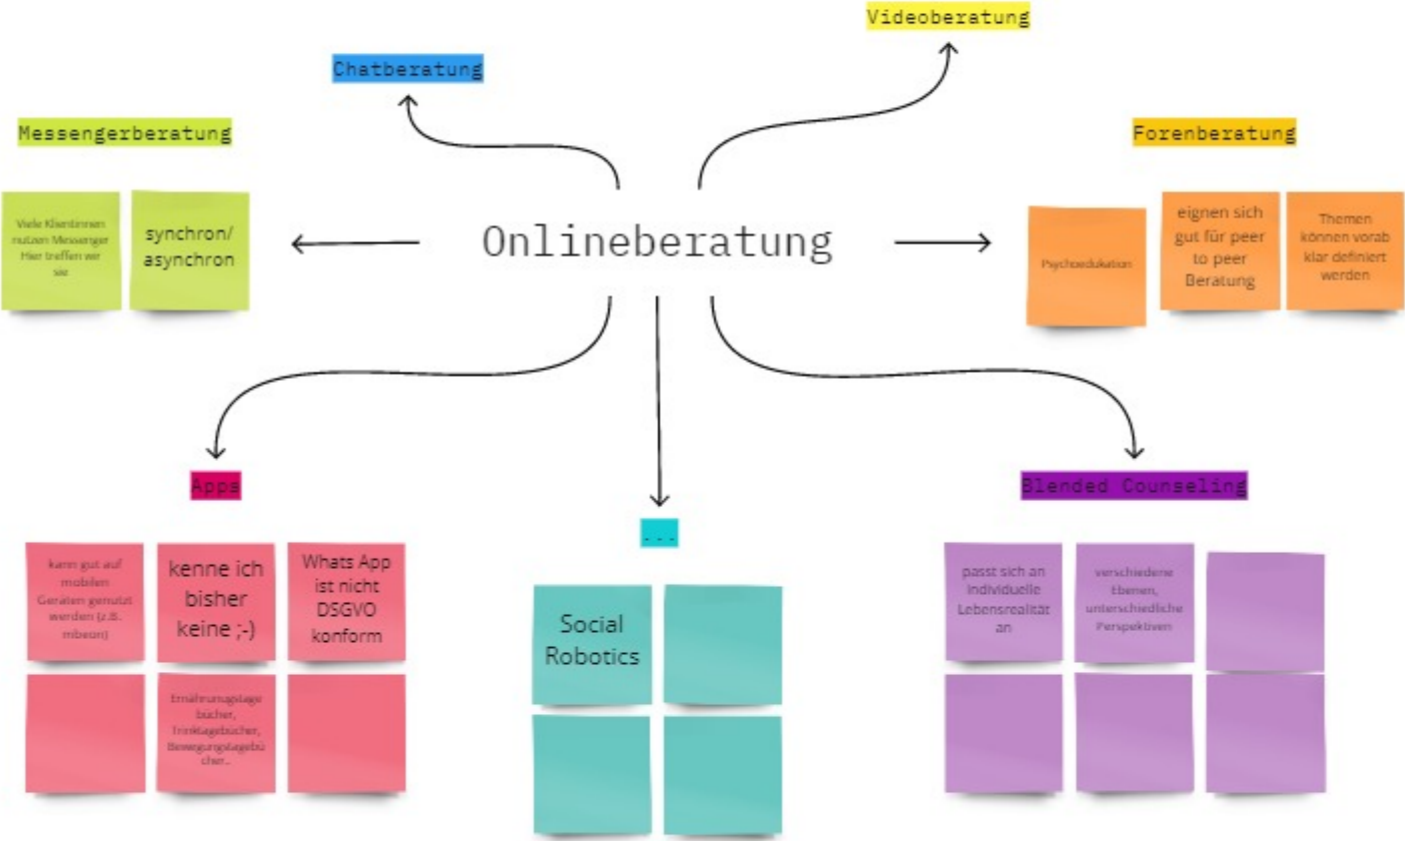 Videoberatung
Chatberatung
Messengerberatung
Forenberatung
Viele Klientinnen
nutzen Messenger
Hier treffen wir
sie
synchron/
asynchron
Onlineberatung
Psychoedukation
eignen sich
gut für peer
to peer
Beratung
Themen
können vorab
klar definiert
werden
Apps
kann gut auf
mobilen
Geräten genutzt
werden (z.B.
mbeon)
kenne ich
bisher
keine ;-)
Whats App
ist nicht
DSGVO
konform
Ernährungstage
bücher,
Trinktagebücher,
Bewegungstagebü
cher..
...
Social
Robotics
Blended Counseling
passt sich an
individuelle
Lebensrealität
an
verschiedene
Ebenen,
unterschiedliche
Perspektiven